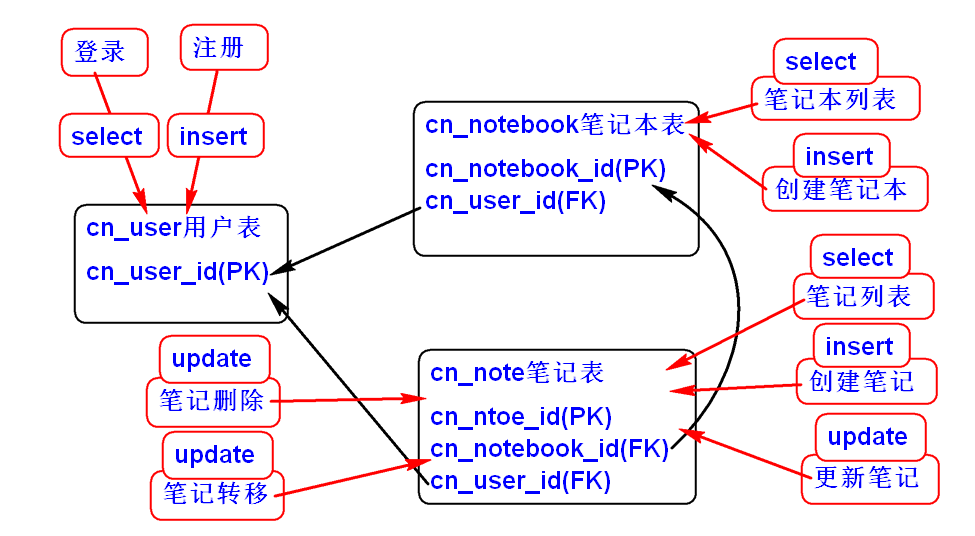 登录
注册
select
insert
cn_user用户表
cn_user_id(PK)
cn_notebook笔记本表
cn_notebook_id(PK)
cn_user_id(FK)
select
笔记本列表
insert
创建笔记本
select
笔记列表
insert
创建笔记
update
更新笔记
update
笔记删除
update
笔记转移
cn_note笔记表
cn_ntoe_id(PK)
cn_notebook_id(FK)
cn_user_id(FK)